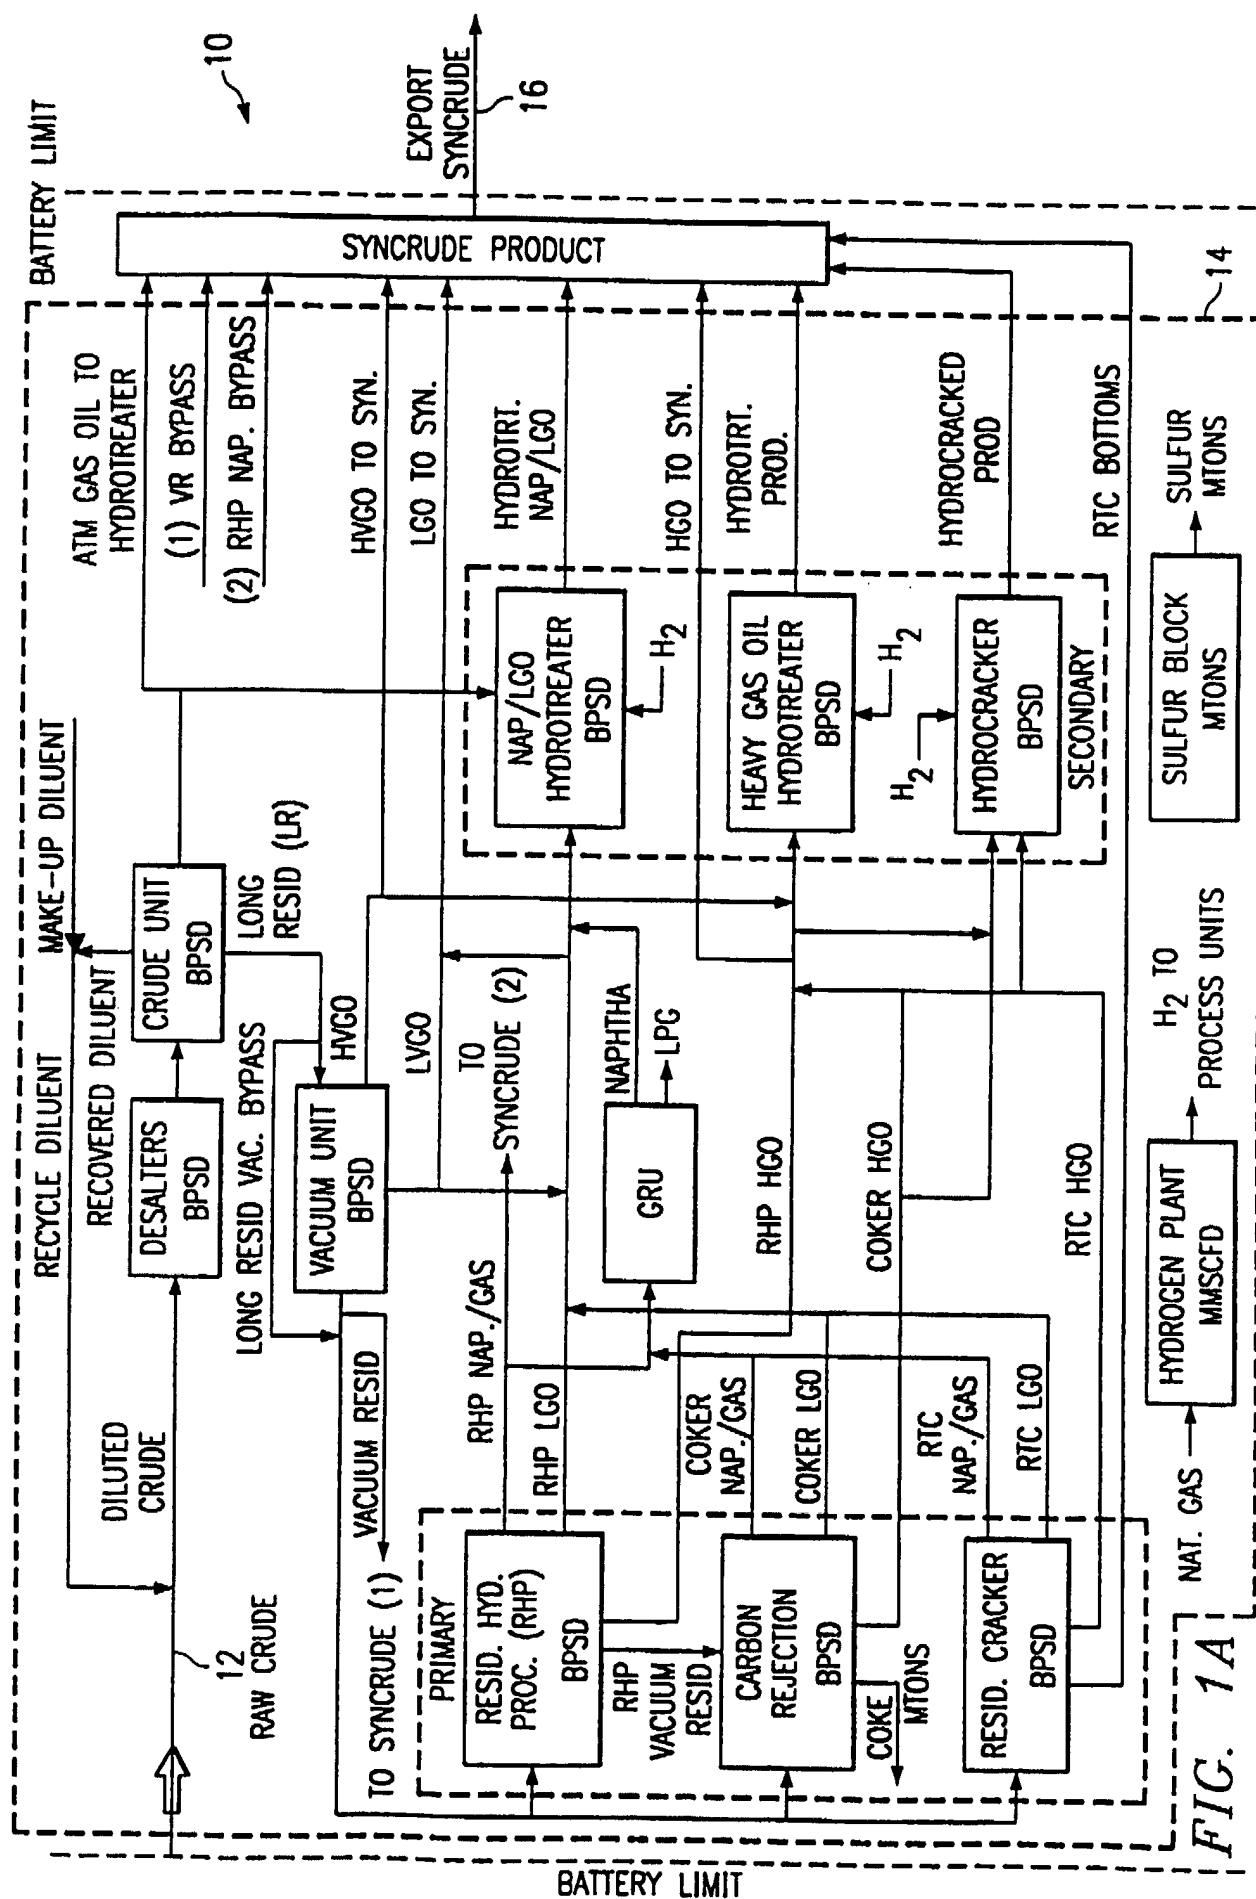 BATTERY LIMIT
10
RECYCLE DILUENT
MAKE-UP DILUENT
ATM GAS OIL TO
HYDROTREATER
EXPORT
SYNCRUDE
16
DILUTED
CRUDE
12
RAW CRUDE
RECOVERED DILUENT
DESALTERS
BPSD
CRUDE UNIT
BPSD
LONG
RESID (LR)
(1) VR BYPASS
(2) RHP NAP. BYPASS
SYNCRUDE PRODUCT
LONG RESID VAC. BYPASS
HVGO
VACUUM UNIT
BPSD
VACUUM RESID
TO SYNCRUDE (1)
HVGO TO SYN.
LGO TO SYN.
LVGO
TO
SYNCRUDE (2)
PRIMARY
RESID. HYD.
PROC. (RHP)
BPSD
RHP NAP./GAS
RHP LGO
NAPHTHA
LPG
GRU
NAP/LGO
HYDROTREATER
BPSD
H2
HYDROTRT.
NAP/LGO
RHP
VACUUM
RESID
CARBON
REJECTION
BPSD
COKER
NAP./GAS
COKER LGO
RHP HGO
HEAVY GAS OIL
HYDROTREATER
BPSD
H2
HGO TO SYN.
HYDROTRT.
PROD.
COKE
MTONS
COKER HGO
H2
HYDROCRACKER
BPSD
SECONDARY
HYDROCRACKED
PROD
RESID. CRACKER
BPSD
RTC
NAP./GAS
RTC LGO
RTC HGO
RTC BOTTOMS
14
NAT. GAS
HYDROGEN PLANT
MMSCFD
H2 TO
PROCESS UNITS
SULFUR BLOCK
MTONS
SULFUR
MTONS
BATTERY LIMIT
FIG. 1A